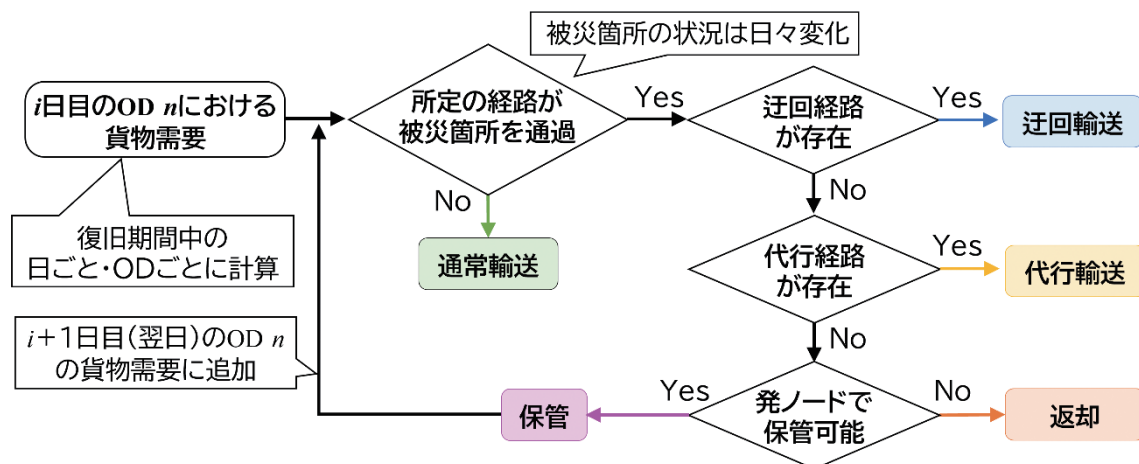 被災箇所の状況は日々変化
i日目のOD nにおける
貨物需要
所定の経路が
被災箇所を通過
Yes
迂回経路
が存在
Yes
迂回輸送
No
No
復旧期間中の
日ごと・ODごとに計算
通常輸送
代行経路
が存在
Yes
代行輸送
No
i＋1日目（翌日）のOD n
の貨物需要に追加
保管
Yes
発ノードで
保管可能
No
返却